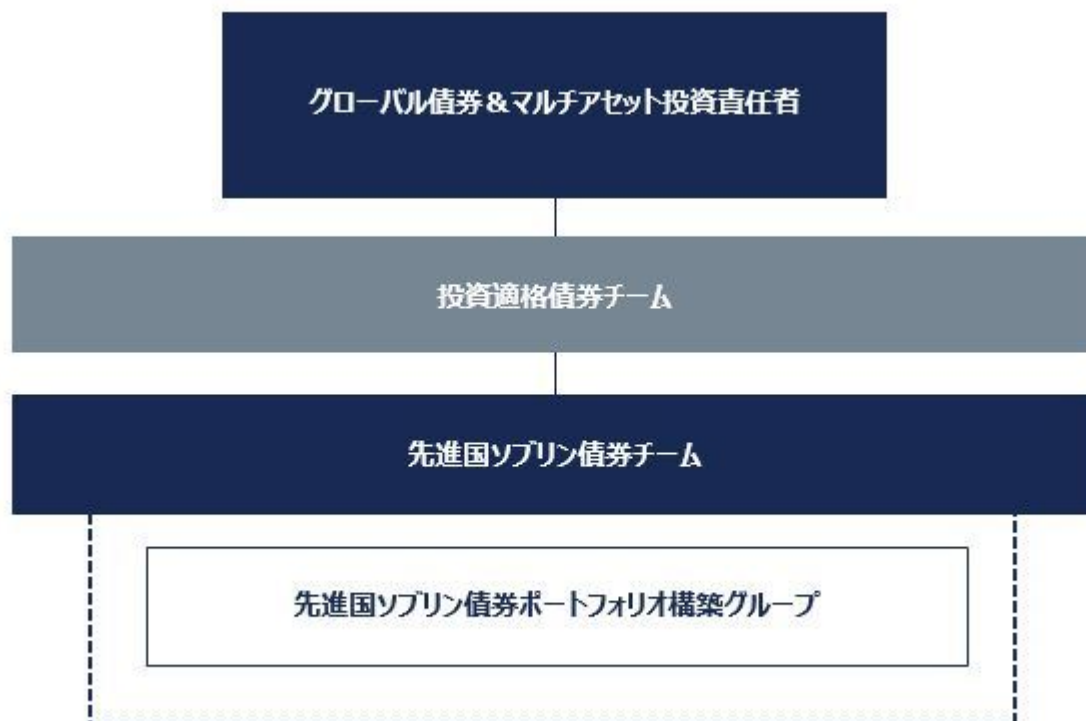 グローバル債券＆マルチアセット投資責任者
投資適格債券チーム
先進国ソブリン債券チーム
先進国ソブリン債券ポートフォリオ構築グループ